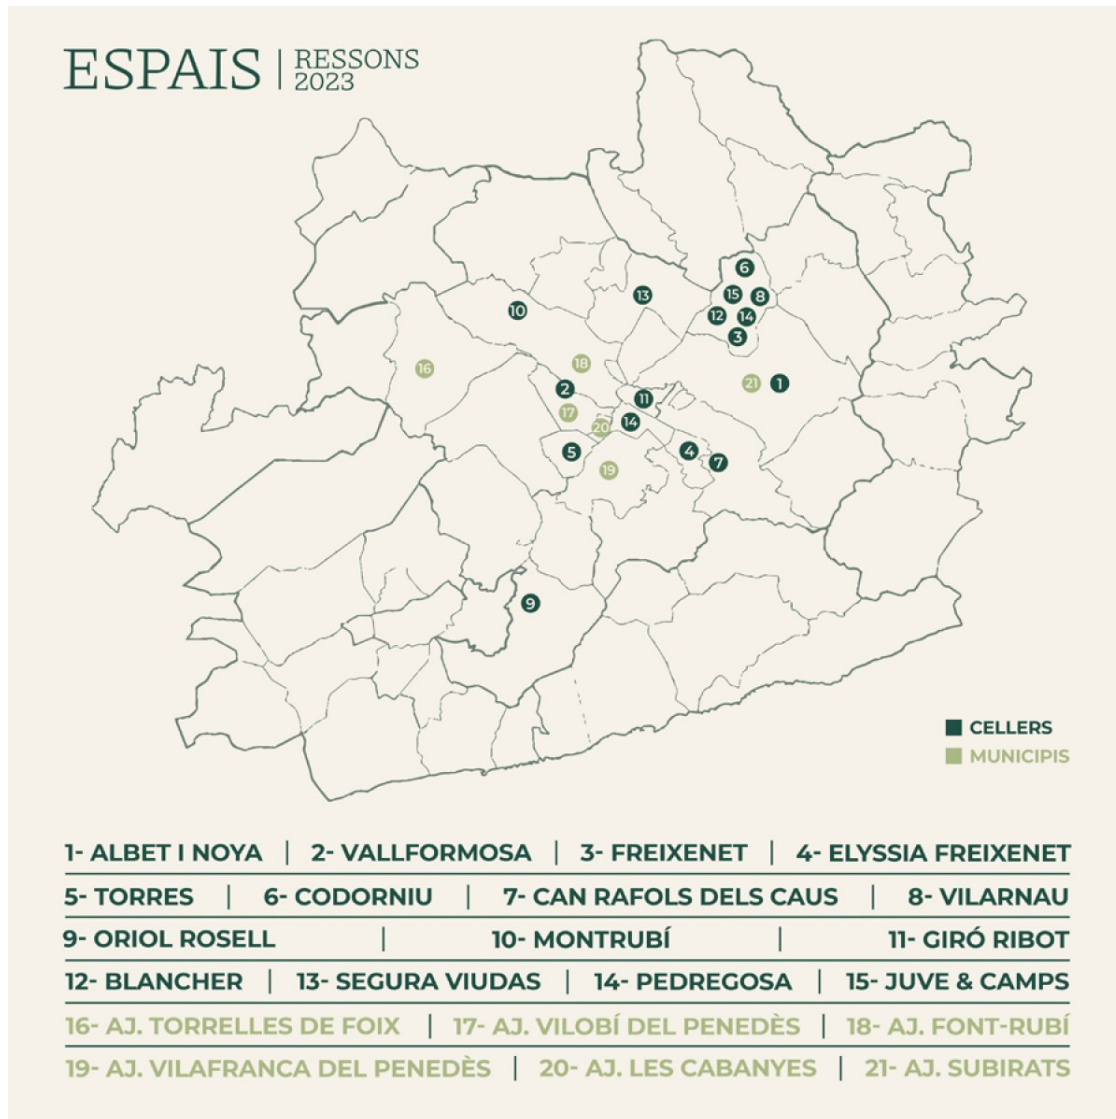 ESPAIS | RESSONS
2023
6
13
15 8
10
12 14
3
18
16
21 1
2
11
17
14
20
4
5
7
19
9
CELLERS
MUNICIPIS
1- ALBET I NOYA | 2- VALLFORMOSA | 3- FREIXENET | 4- ELYSSIA FREIXENET
5- TORRES | 6- CODORNIU | 7- CAN RAFOLS DELS CAUS | 8- VILARNAU
9- ORIOL ROSELL | 10- MONTRUBÍ | 11- GIRÓ RIBOT
12- BLANCHER | 13- SEGURA VIUDAS | 14- PEDREGOSA | 15- JUVE & CAMPS
16- AJ. TORRELLES DE FOIX | 17- AJ. VILOBÍ DEL PENEDÈS | 18- AJ. FONT-RUBÍ
19- AJ. VILAFRANCA DEL PENEDÈS | 20- AJ. LES CABANYES | 21- AJ. SUBIRATS